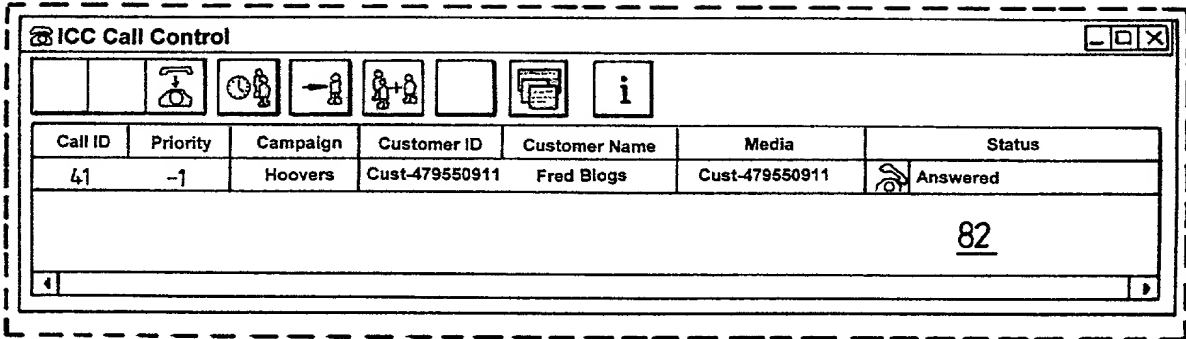 ICC Call Control
i
Call ID Priority Campaign Customer ID Customer Name Media Status
41 -1 Hoovers Cust-479550911 Fred Blogs Cust-479550911 Answered
82